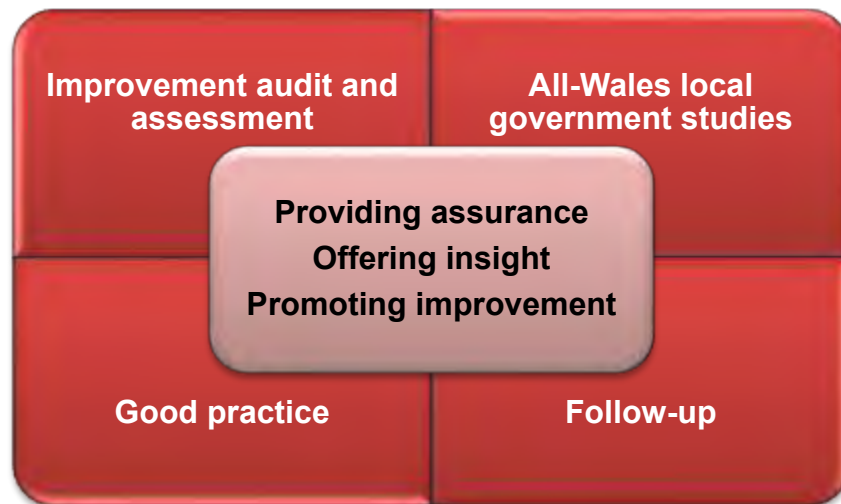 Improvement audit and
assessment
All-Wales local
government studies
Providing assurance
Offering insight
Promoting improvement
Good practice
Follow-up